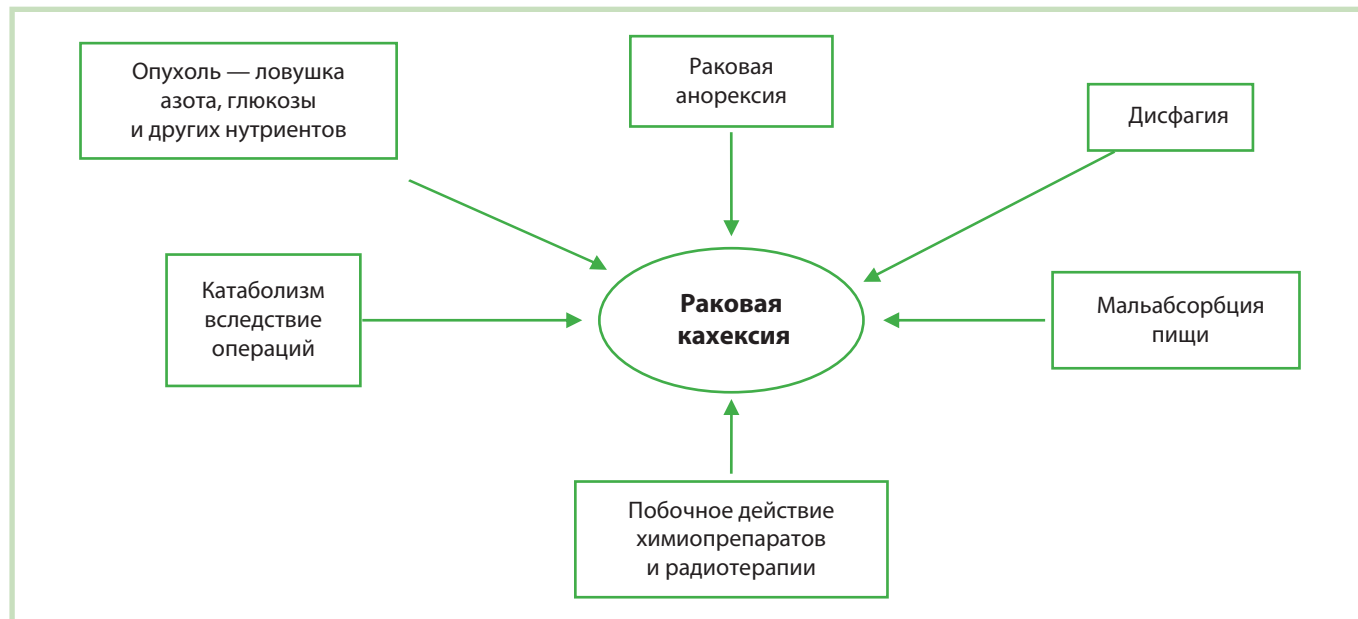 Опухоль — ловушка
азота, глюкозы
и других нутриентов
Раковая
анорексия
Дисфагия
Катаболизм
вследствие
операций
Раковая
кахексия
Мальабсорбция
пищи
Побочное действие
химиопрепаратов
и радиотерапии